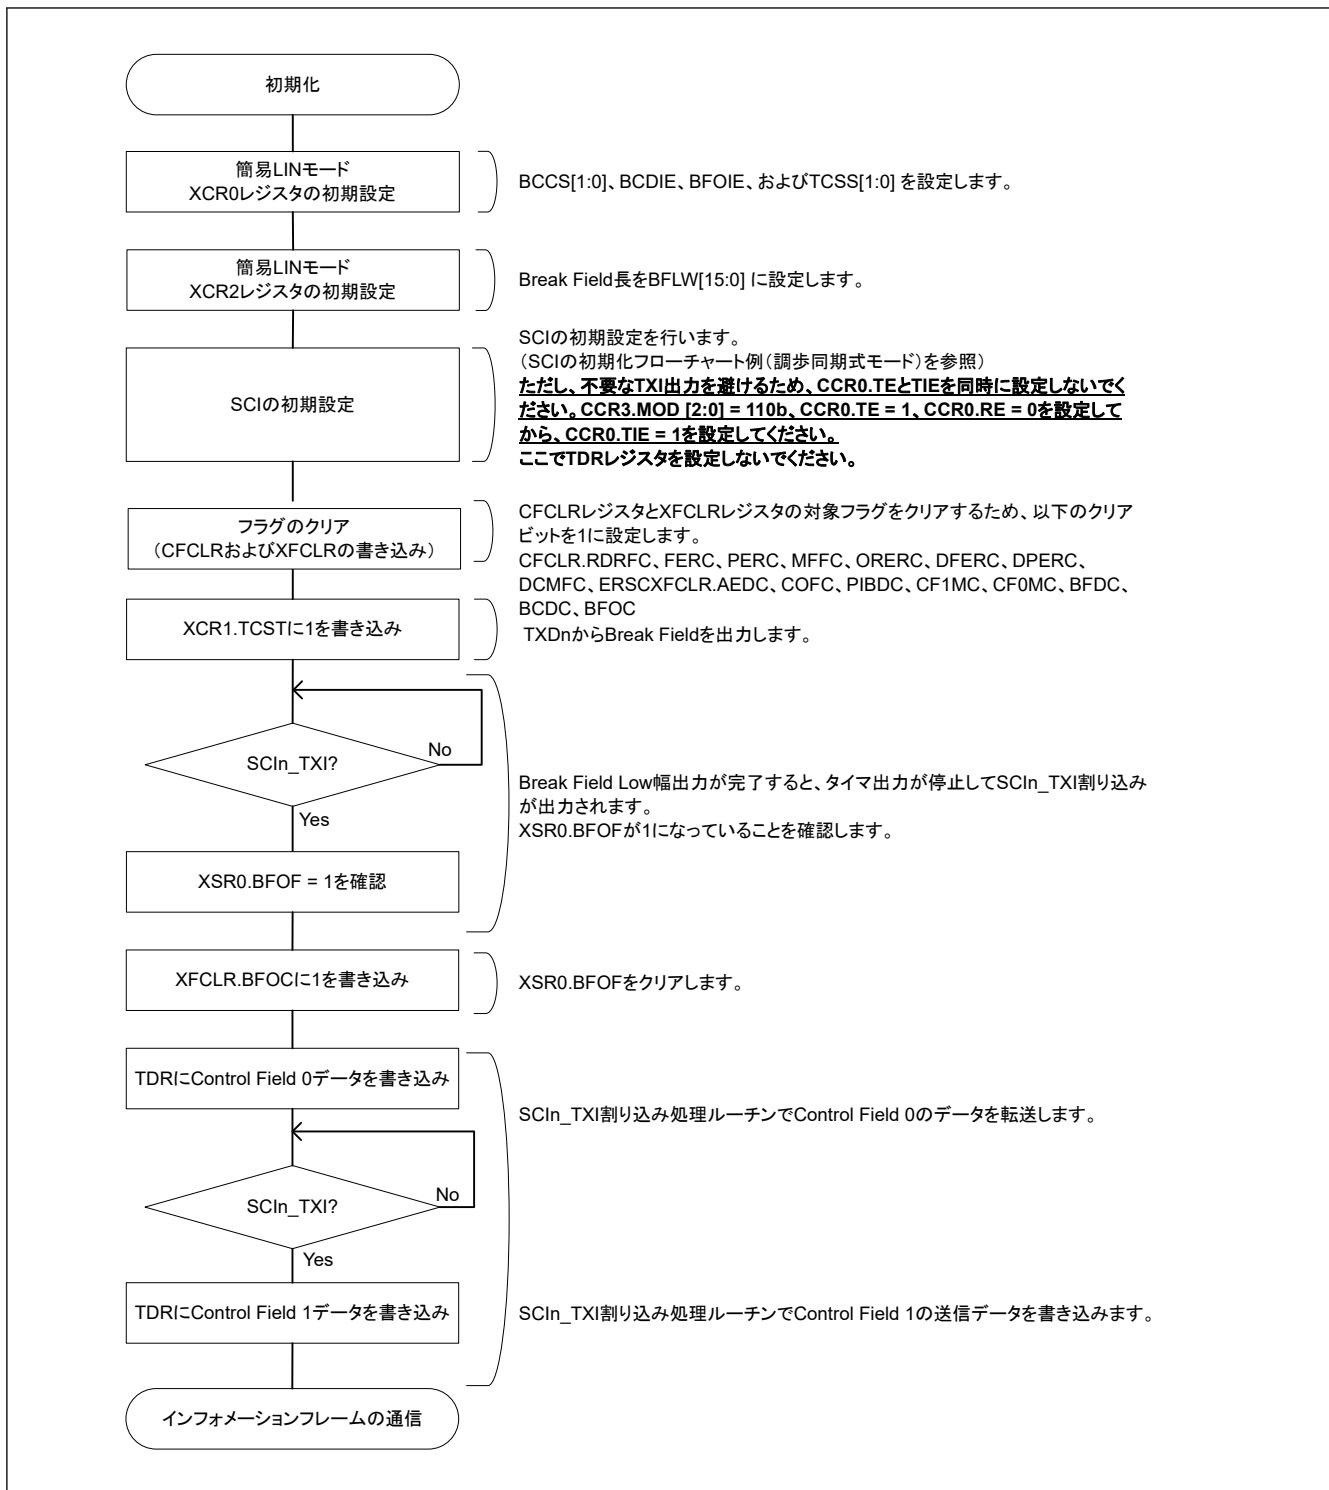 初期化
簡易LINモード
XCR0レジスタの初期設定
BCCS[1:0]、BCDIE、BFOIE、およびTCSS[1:0] を設定します。
簡易LINモード
XCR2レジスタの初期設定
Break Field長をBFLW[15:0] に設定します。
SCIの初期設定
SCIの初期設定を行います。
（SCIの初期化フローチャート例（調歩同期式モード）を参照）
ただし、不要なTXI出力を避けるため、CCR0.TEとTIEを同時に設定しないでく
ださい。CCR3.MOD [2:0] = 110b、CCR0.TE = 1、CCR0.RE = 0を設定して
から、CCR0.TIE = 1を設定してください。
ここでTDRレジスタを設定しないでください。
フラグのクリア
（CFCLRおよびXFCLRの書き込み）
CFCLRレジスタとXFCLRレジスタの対象フラグをクリアするため、以下のクリア
ビットを1に設定します。
CFCLR.RDRFC、FERC、PERC、MFFC、ORERC、DFERC、DPERC、
DCMFC、ERSCXFCLR.AEDC、COFC、PIBDC、CF1MC、CF0MC、BFDC、
BCDC、BFOC
XCR1.TCSTに1を書き込み
TXDnからBreak Fieldを出力します。
SCIn_TXI?
No
Yes
Break Field Low幅出力が完了すると、タイマ出力が停止してSCIn_TXI割り込み
が出力されます。
XSR0.BFOFが1になっていることを確認します。
XSR0.BFOF = 1を確認
XFCLR.BFOCに1を書き込み
XSR0.BFOFをクリアします。
TDRにControl Field 0データを書き込み
SCIn_TXI割り込み処理ルーチンでControl Field 0のデータを転送します。
SCIn_TXI?
No
Yes
TDRにControl Field 1データを書き込み
SCIn_TXI割り込み処理ルーチンでControl Field 1の送信データを書き込みます。
インフォメーションフレームの通信